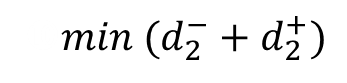 min (d₂⁻ + d₂⁺)